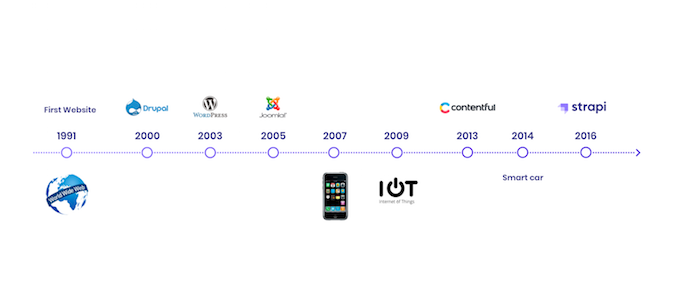 First Website
Drupal
WORDPRESS
Joomla!
contentful
strapi
1991
2000
2003
2005
2007
2009
2013
2014
2016
World Wide Web
IOT
Internet of Things
Smart car